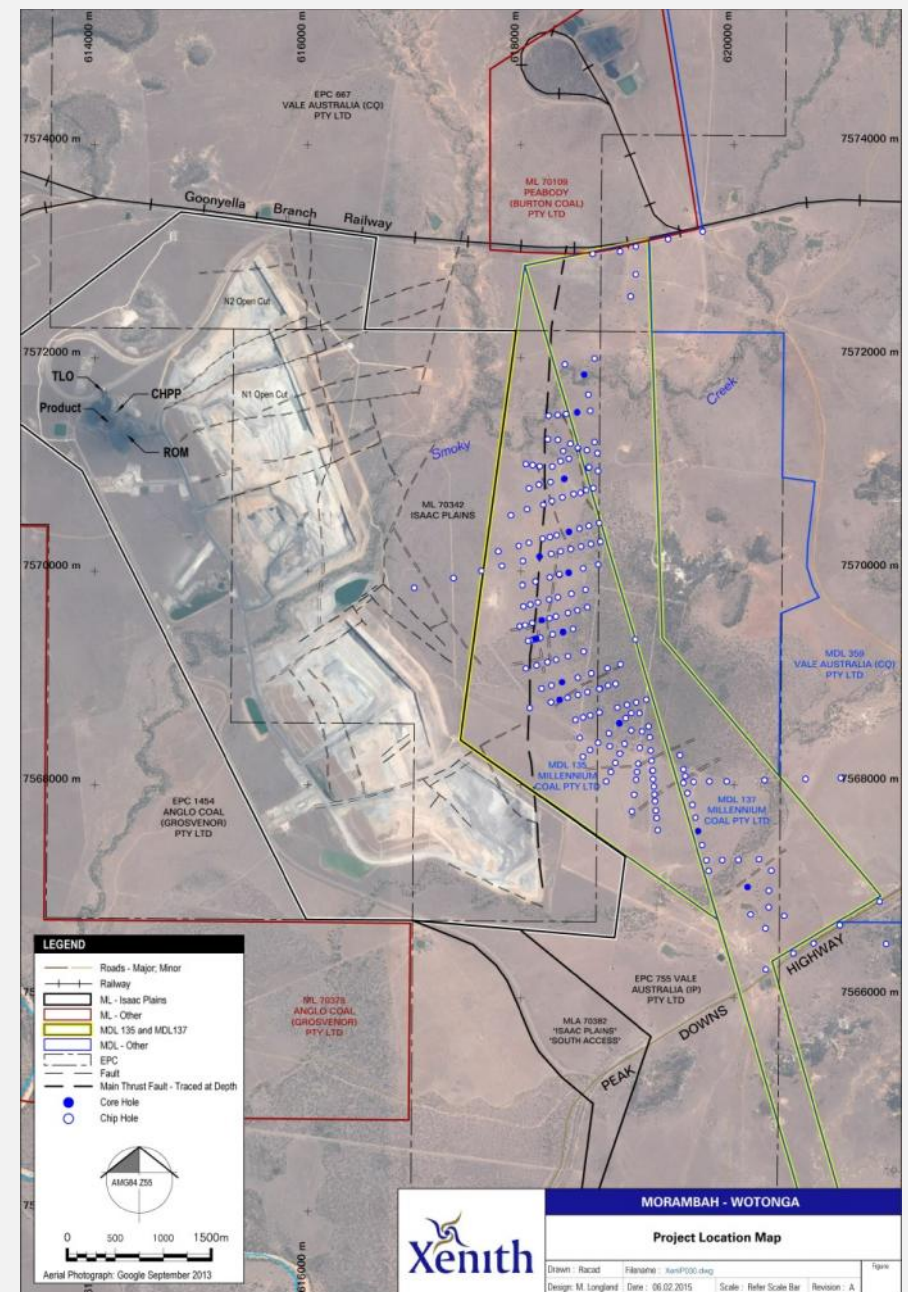 614000 m
616000 m
618000 m
620000 m
EPC 667
VALE AUSTRALIA (CQ)
PTY LTD
7574000 m
7574000 m
ML 70109
PEABODY
(BURTON COAL)
PTY LTD
Goonyella Branch Railway
N2 Open Cut
7572000 m
7572000 m
TLO
CHPP
Product
ROM
N1 Open Cut
Creek
Smoky
ML 70342
ISAAC PLAINS
7570000 m
7570000 m
MDL 359
VALE AUSTRALIA (CQ)
PTY LTD
7568000 m
7568000 m
MDL 135
MILLENNIUM
COAL PTY LTD
MDL 137
MILLENNIUM
COAL PTY LTD
EPC 1454
ANGLO COAL
(GROSVENOR)
PTY LTD
HIGHWAY
DOWNS
PEAK
EPC 755 VALE
AUSTRALIA (IP)
PTY LTD
7566000 m
ML 70378
ANGLO COAL
(GROSVENOR)
PTY LTD
MLA 70382
"ISAAC PLAINS"
"SOUTH ACCESS"
LEGEND
Roads - Major; Minor
Railway
ML - Isaac Plains
ML - Other
MDL 135 and MDL137
MDL - Other
EPC
Fault
Main Thrust Fault - Traced at Depth
Core Hole
Chip Hole
AMG84 Z55
0 500 1000 1500m
Aerial Photograph: Google September 2013
Xenith
MORAMBAH - WOTONGA
Project Location Map
Drawn : Racad
Filename : XenP030.dwg
Figure
Design: M. Longland
Date : 06.02.2015
Scale : Refer Scale Bar
Revision : A